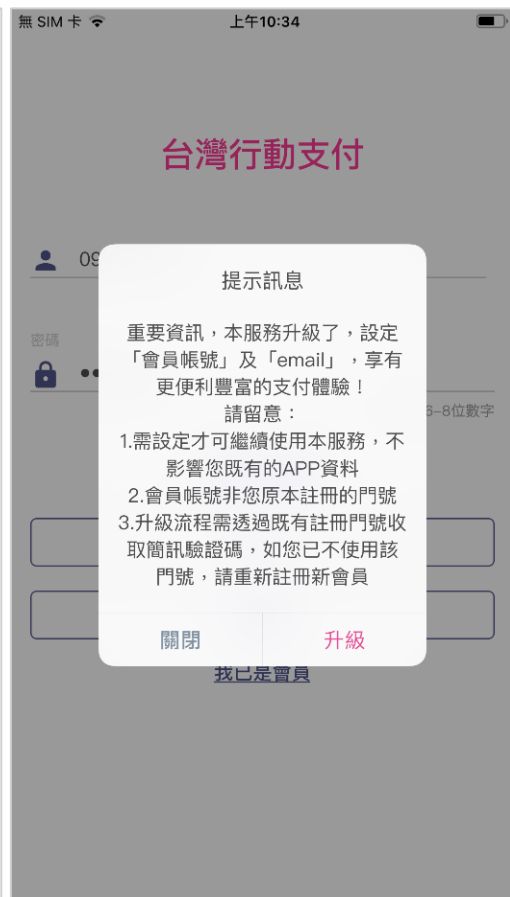 無 SIM 卡 上午10:34
台灣行動支付
09
提示訊息
重要資訊，本服務升級了，設定
「會員帳號」及「email」，享有
更便利豐富的支付體驗！
請留意：
1.需設定才可繼續使用本服務，不
影響您既有的APP資料
2.會員帳號非您原本註冊的門號
3.升級流程需透過既有註冊門號收
取簡訊驗證碼，如您已不使用該
門號，請重新註冊新會員
密碼
6-8位數字
關閉 升級
我已是會員